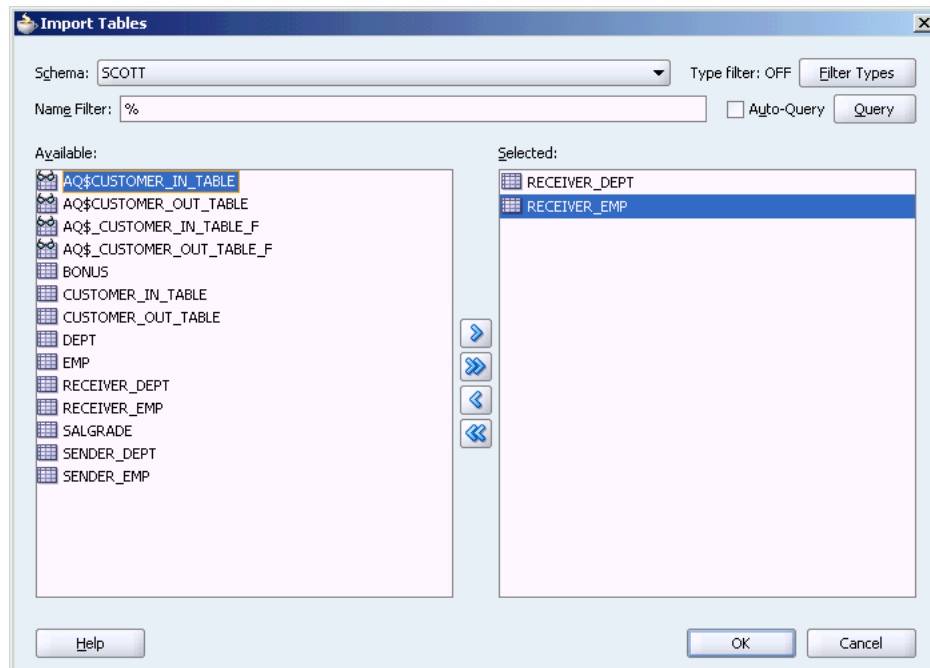 Import Tables
Schema: SCOTT Type filter: OFF Filter Types
Name Filter: % Auto-Query Query
Available: Selected:
AQ$CUSTOMER_IN_TABLE RECEIVER_DEPT
AQ$CUSTOMER_OUT_TABLE RECEIVER_EMP
AQ$_CUSTOMER_IN_TABLE_F
AQ$_CUSTOMER_OUT_TABLE_F
BONUS
CUSTOMER_IN_TABLE
CUSTOMER_OUT_TABLE
DEPT
EMP
RECEIVER_DEPT
RECEIVER_EMP
SALGRADE
SENDER_DEPT
SENDER_EMP
Help OK Cancel